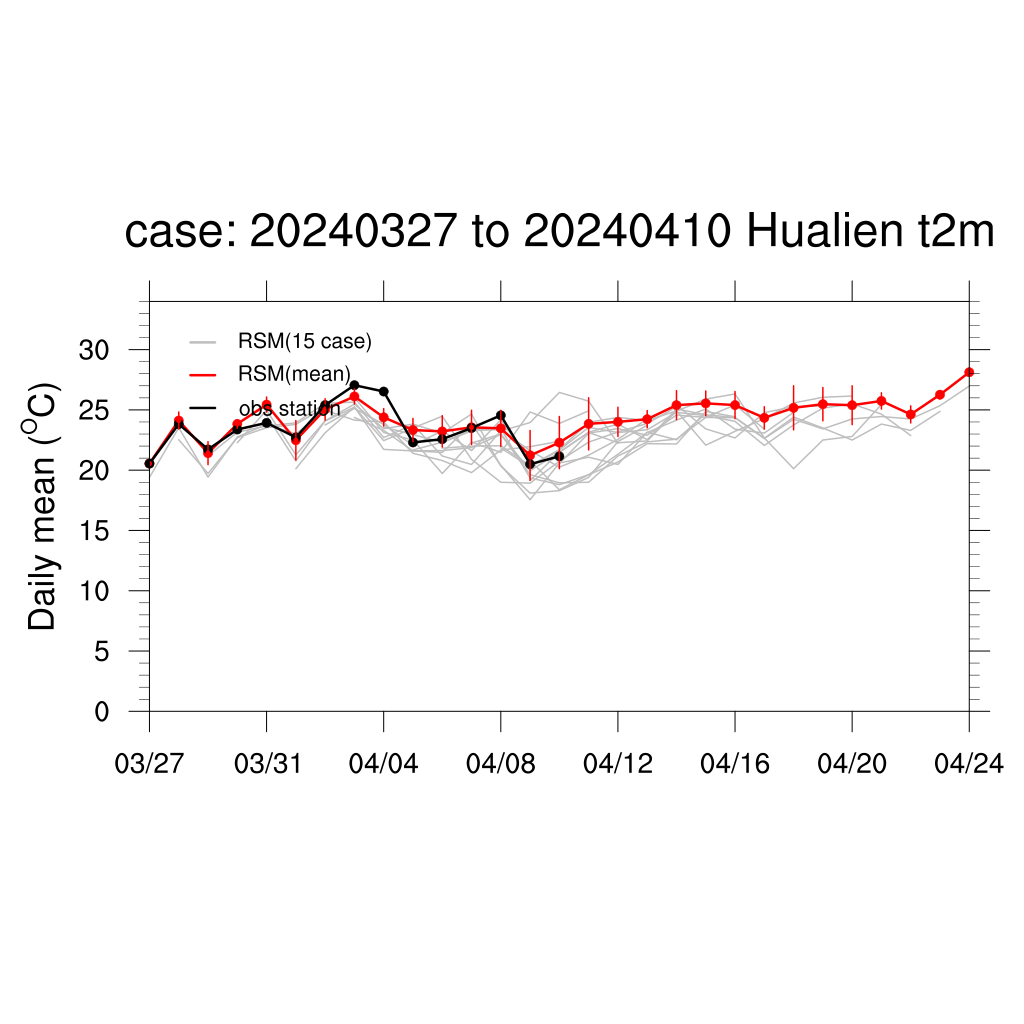 case: 20240327 to 20240410 Hualien t2m
RSM(15 case)
RSM(mean)
obs station
Daily mean (°C)
30
25
20
15
10
5
0
03/27 03/31 04/04 04/08 04/12 04/16 04/20 04/24